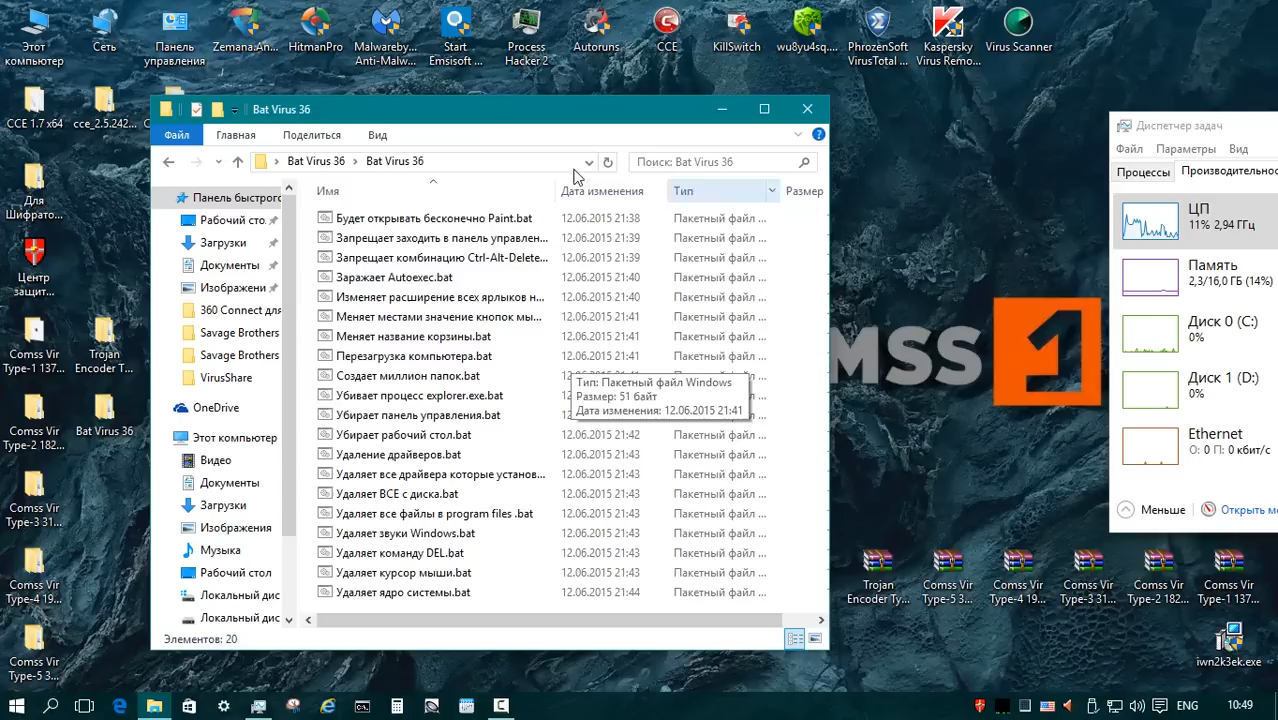 Этот компьютер
Сеть
Панель управления
Zemana.An...
HitmanPro
Malwareby... Anti-Malw...
Start Emsisoft ...
Process Hacker 2
Autoruns
CCE
KillSwitch
wu8yu4sq....
PhrozenSoft VirusTotal ...
Kaspersky Virus Remo...
Virus Scanner
CCE 1.7 x64
cce_2.5.242...
Для Шифрато...
Центр защит...
Comss Vir Type-1 137...
Trojan Encoder T...
Comss Vir Type-2 182...
Bat Virus 36
Comss Vir Type-3 31...
Comss Vir Type-4 19...
Comss Vir Type-5 3...
Bat Virus 36
Файл
Главная
Поделиться
Вид
Bat Virus 36 > Bat Virus 36
Поиск: Bat Virus 36
Панель быстрого
Рабочий сто.
Загрузки
Документы
Изображени
360 Connect для
Savage Brothers
Savage Brothers
VirusShare
OneDrive
Этот компьютер
Видео
Документы
Загрузки
Изображения
Музыка
Рабочий стол
Локальный дис
Локальный дис
Имя Дата изменения Тип Размер
Будет открывать бесконечно Paint.bat 12.06.2015 21:38 Пакетный файл ...
Запрещает заходить в панель управлен... 12.06.2015 21:39 Пакетный файл ...
Запрещает комбинацию Ctrl-Alt-Delete... 12.06.2015 21:39 Пакетный файл ...
Заражает Autoexec.bat 12.06.2015 21:40 Пакетный файл ...
Изменяет расширение всех ярлыков н... 12.06.2015 21:40 Пакетный файл ...
Меняет местами значение кнопок мы... 12.06.2015 21:41 Пакетный файл ...
Меняем название корзины.bat 12.06.2015 21:41 Пакетный файл ...
Перезагрузка компьютера.bat 12.06.2015 21:41 Пакетный файл ...
Создает миллион папок.bat
Убивает процесс explorer.exe.bat
Убирает панель управления.bat
Убирает рабочий стол.bat 12.06.2015 21:42 Пакетный файл ...
Удаление драйверов.bat 12.06.2015 21:43 Пакетный файл ...
Удаляет все драйвера которые установ... 12.06.2015 21:43 Пакетный файл ...
Удаляет ВСЕ с диска.bat 12.06.2015 21:43 Пакетный файл ...
Удаляет все файлы в program files .bat 12.06.2015 21:43 Пакетный файл ...
Удаляет звуки Windows.bat 12.06.2015 21:43 Пакетный файл ...
Удаляет команду DEL.bat 12.06.2015 21:43 Пакетный файл ...
Удаляет курсор мыши.bat 12.06.2015 21:43 Пакетный файл ...
Удаляет ядро системы.bat 12.06.2015 21:44 Пакетный файл ...
Тип: Пакетный файл Windows
Размер: 51 байт
Дата изменения: 12.06.2015 21:41
Элементов: 20
MSS 1
Диспетчер задач
Файл Параметры Вид
Процессы Производительнос
ЦП
11% 2,94 ГГц
Память
2,3/16,0 ГБ (14%)
Диск 0 (C:)
Диск 1 (D:)
Ethernet
О: 0 П: 0 кбит/с
Меньше
Открыть мо
Trojan Encoder Ty...
Comss Vir Type-5 3...
Comss Vir Type-4 19...
Comss Vir Type-3 31...
Comss Vir Type-2 182...
Comss Vir Type-1 137...
iwn2k3ek.exe
ENG
10:49